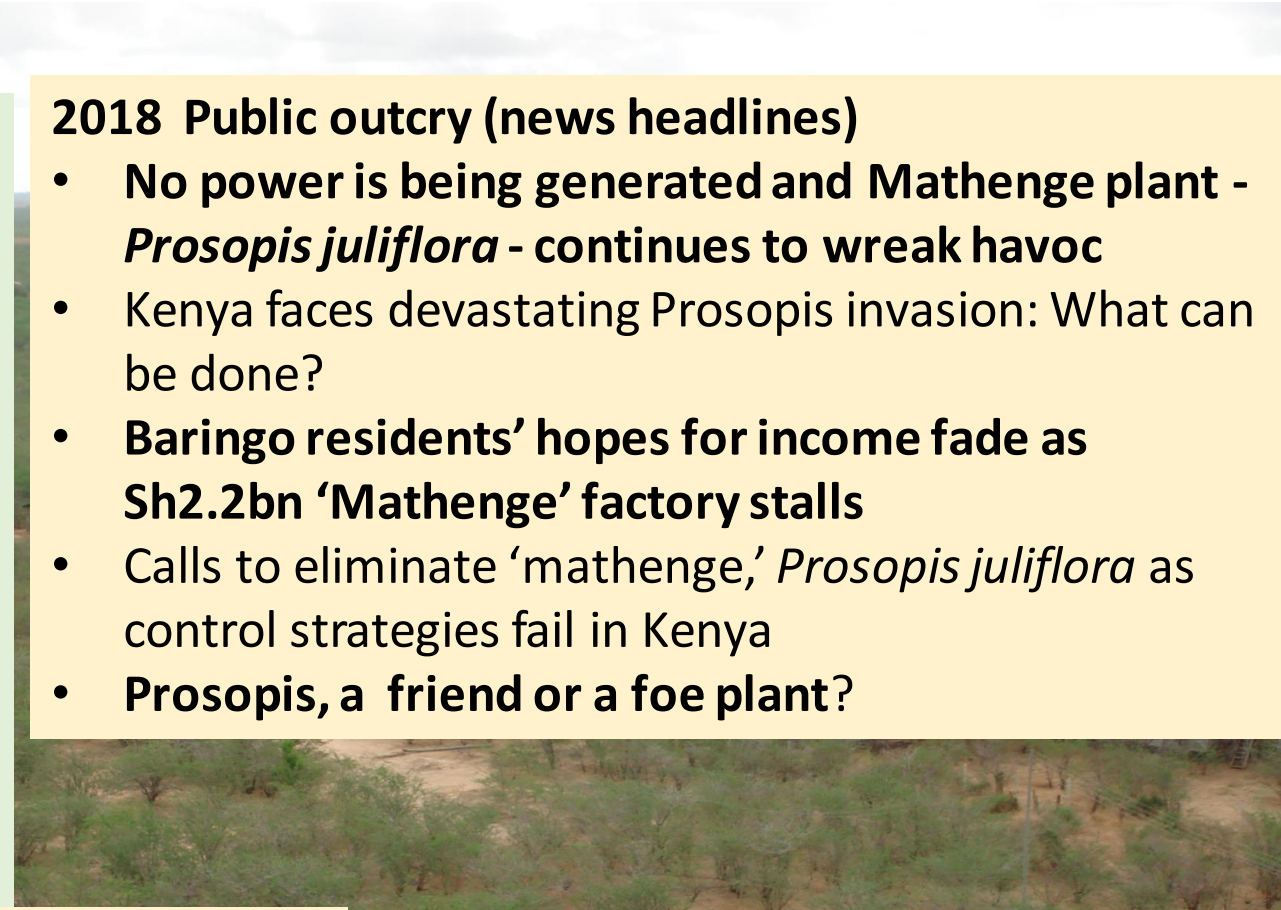 2018 Public outcry (news headlines)
• No power is being generated and Mathenge plant -
Prosopis juliflora - continues to wreak havoc
• Kenya faces devastating Prosopis invasion: What can
be done?
• Baringo residents’ hopes for income fade as
Sh2.2bn ‘Mathenge’ factory stalls
• Calls to eliminate ‘mathenge,’ Prosopis juliflora as
control strategies fail in Kenya
• Prosopis, a friend or a foe plant?